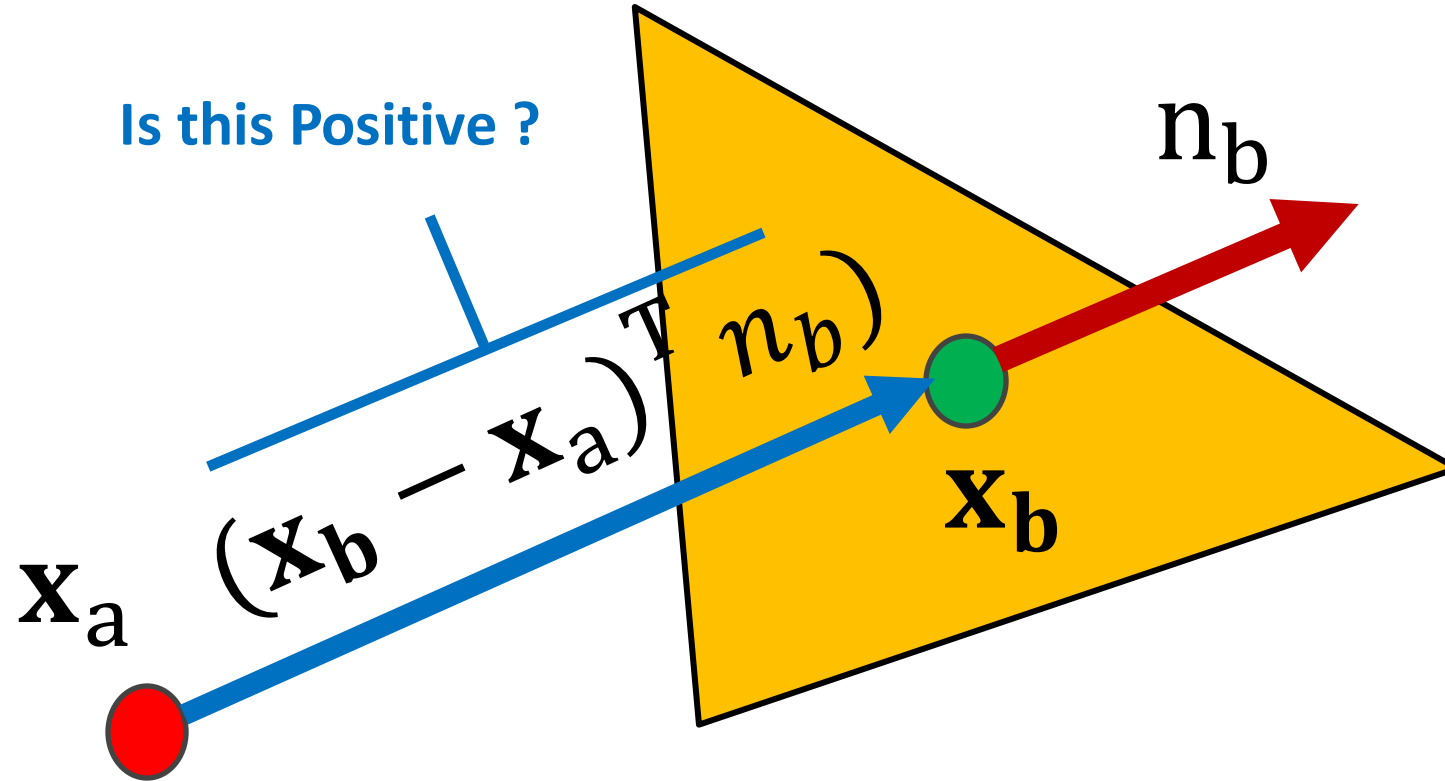 Is this Positive ?
n_b
(x_b − x_a)^T n_b)
x_b
x_a